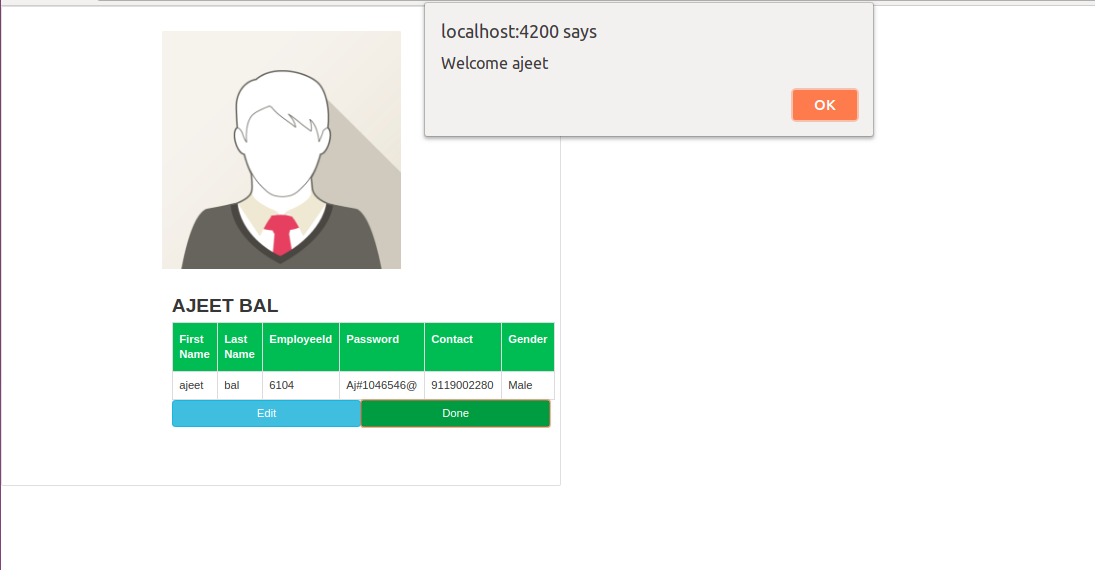 localhost:4200 says
Welcome ajeet
OK
AJEET BAL
First Name Last Name EmployeeId Password Contact Gender
ajeet bal 6104 Aj#1046546@ 9119002280 Male
Edit Done